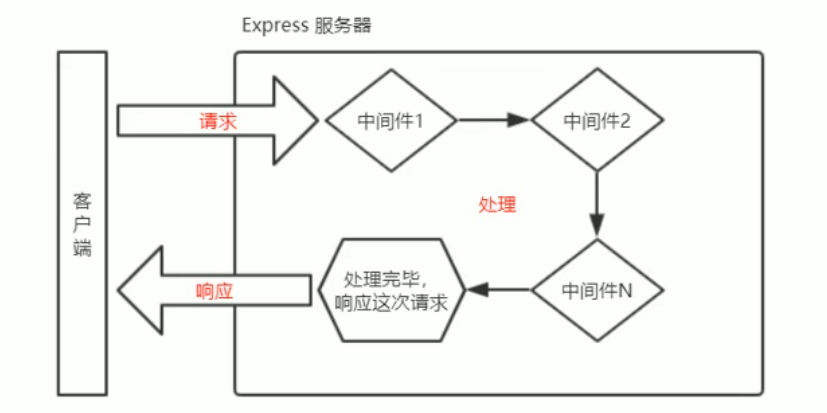 Express 服务器
请求
中间件1
中间件2
客
户
端
处理
处理完毕，
响应这次请求
响应
中间件N